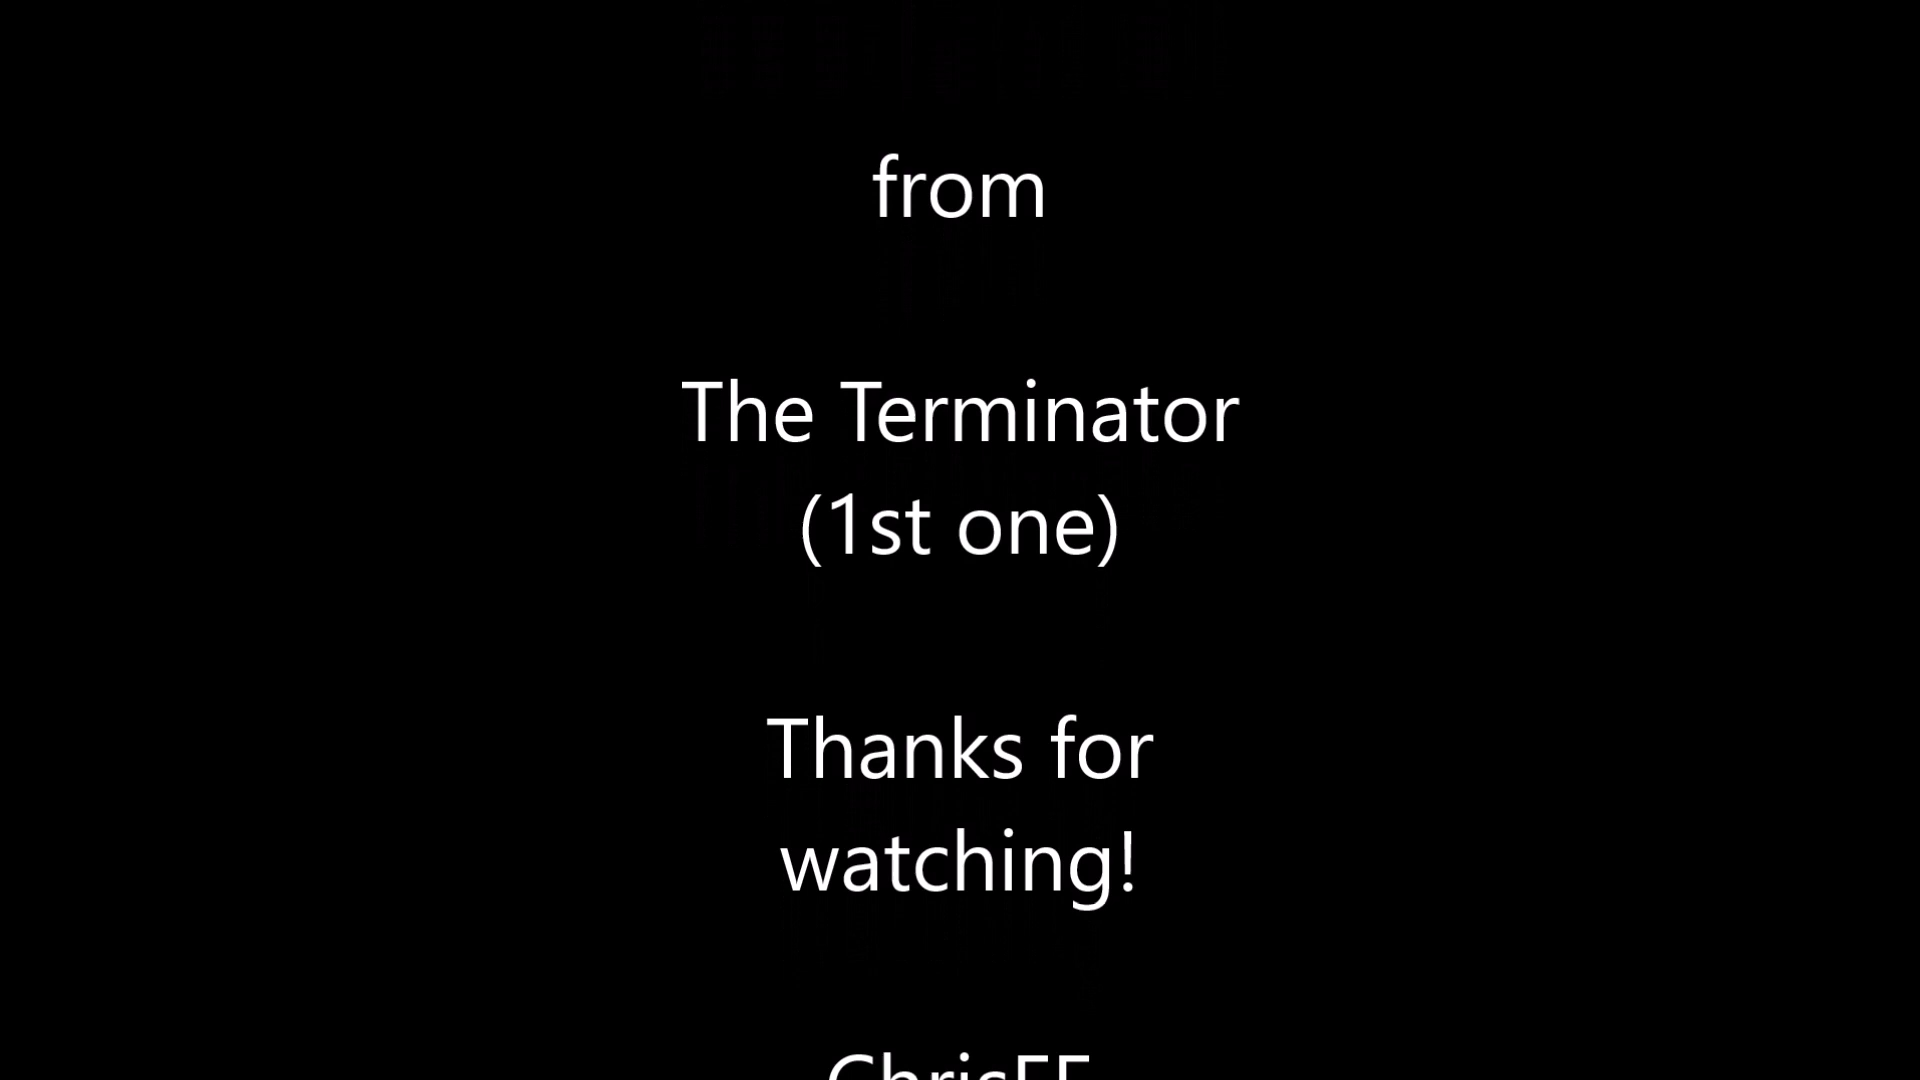 from
The Terminator
(1st one)
Thanks for
watching!